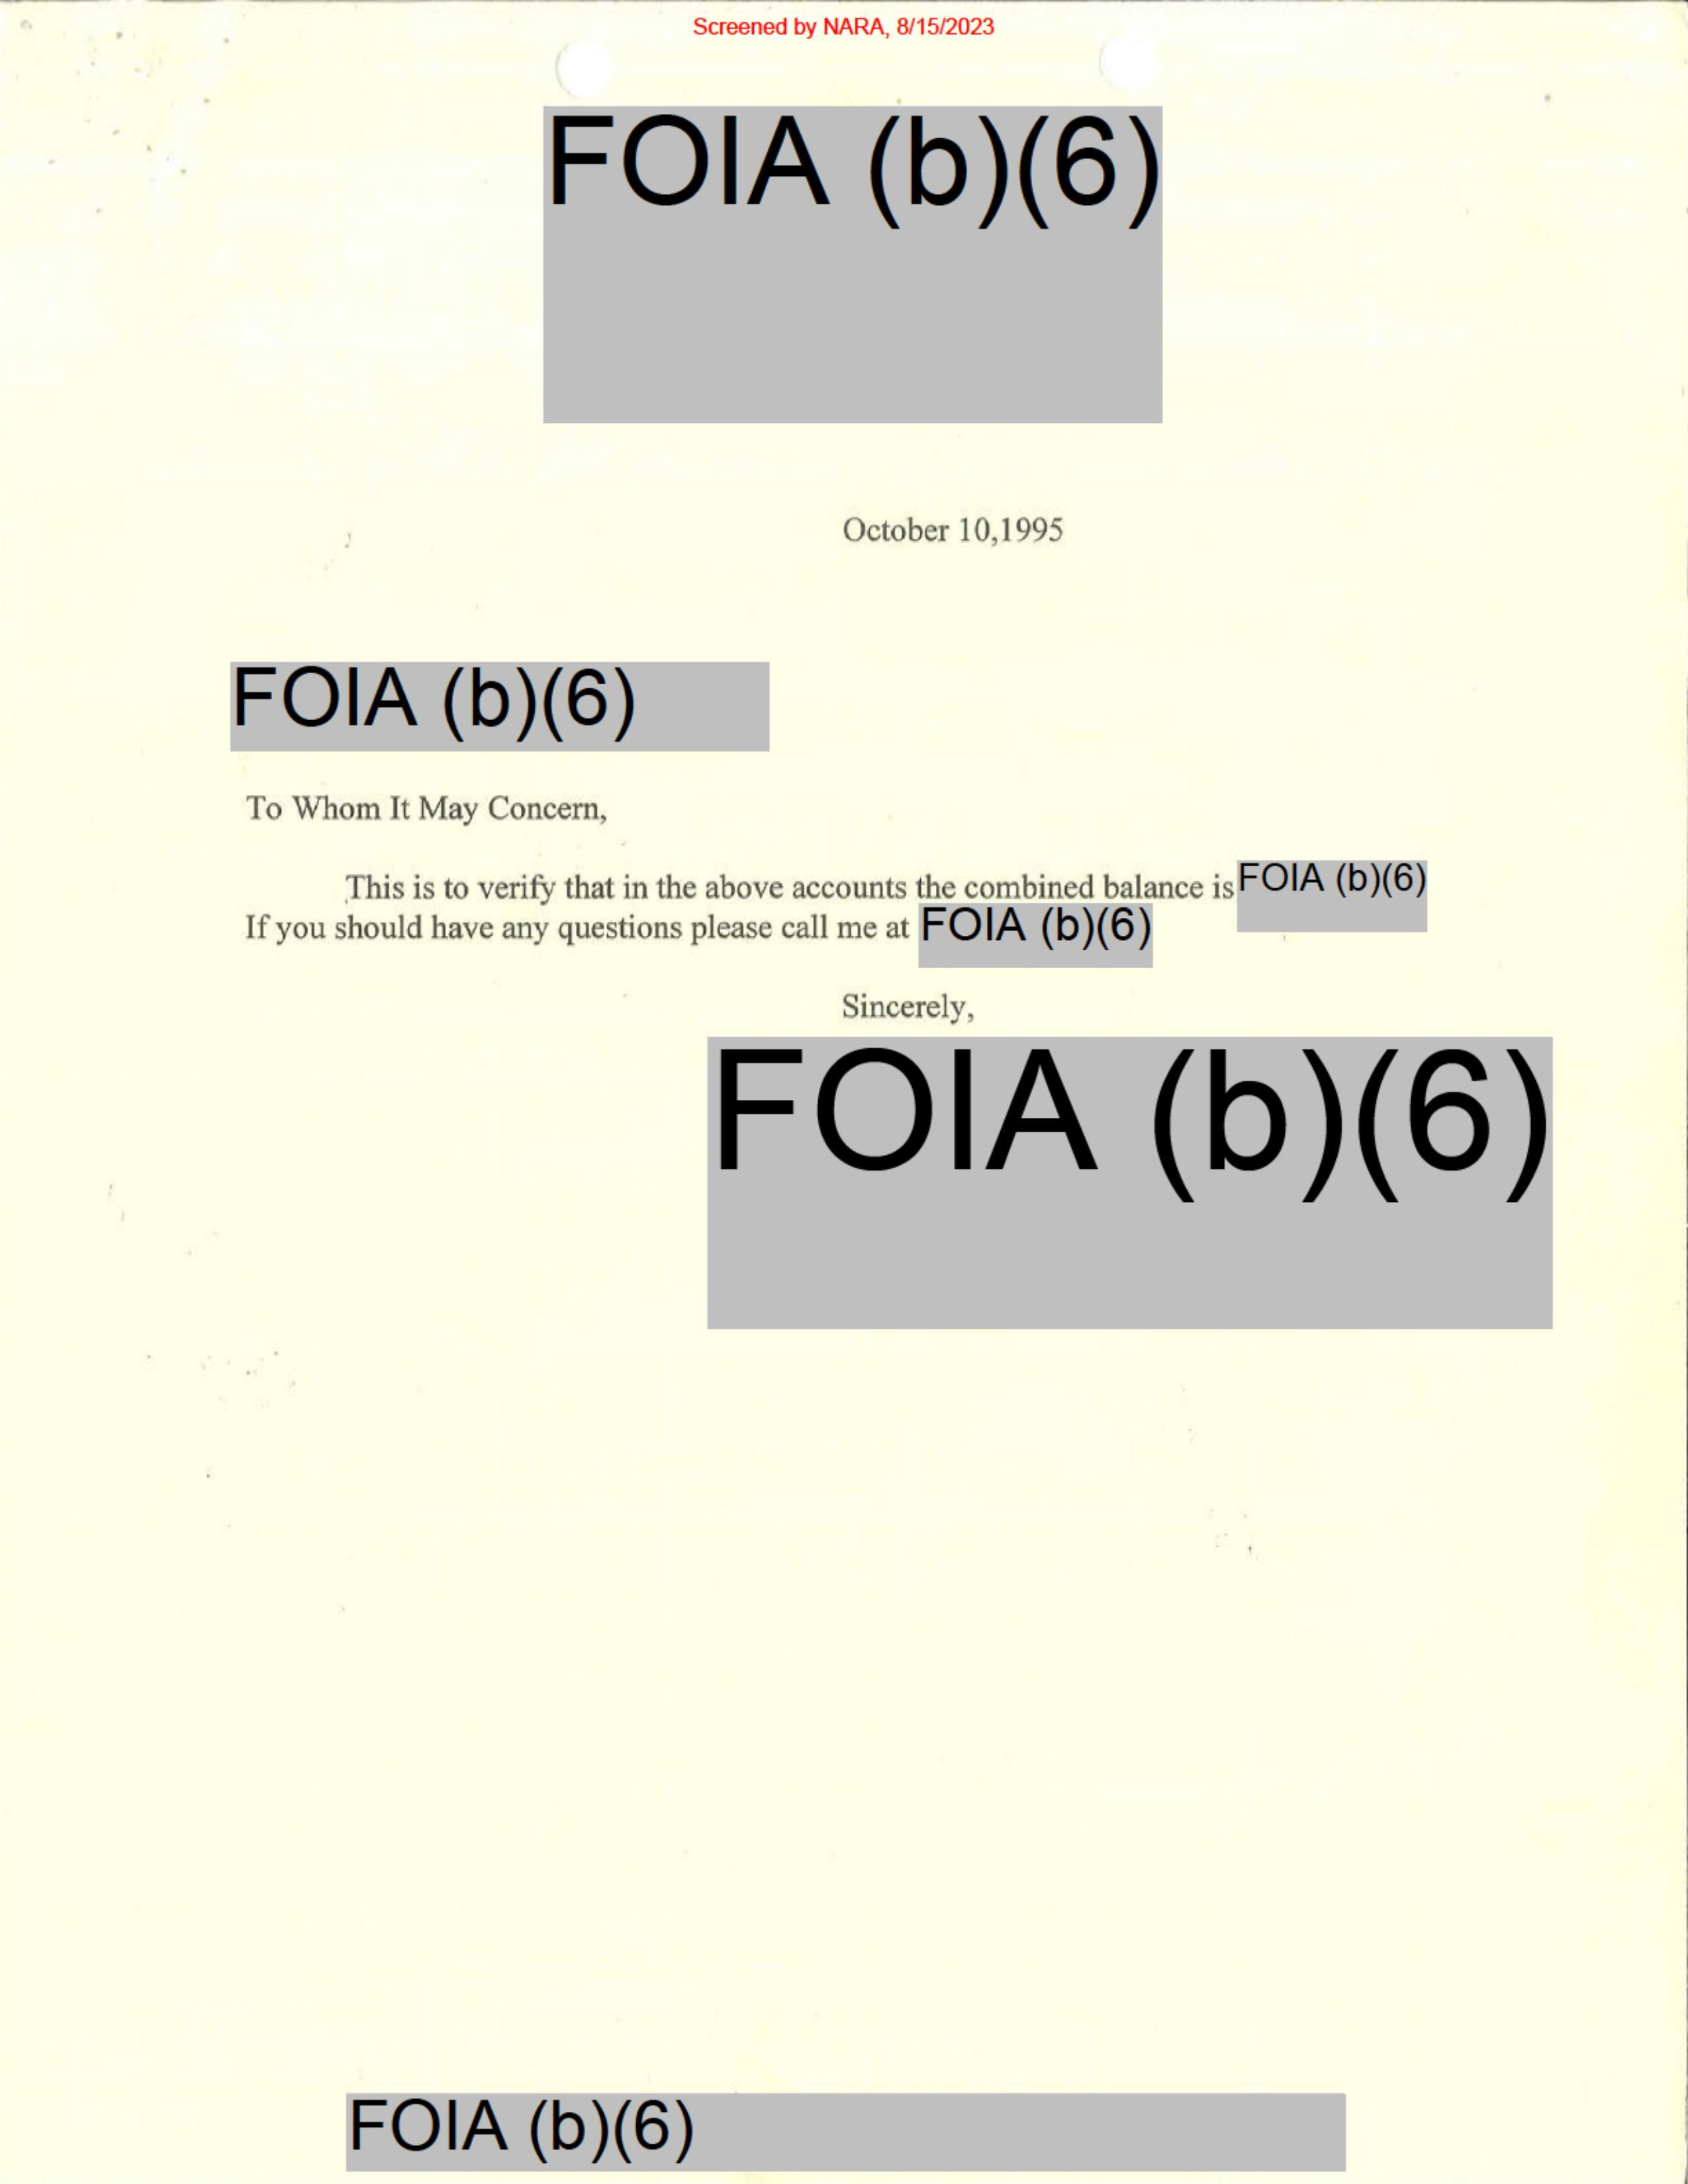 Screened by NARA, 8/15/2023
FOIA (b)(6)
October 10,1995
FOIA (b)(6)
To Whom It May Concern,
This is to verify that in the above accounts the combined balance is FOIA (b)(6)
If you should have any questions please call me at FOIA (b)(6)
Sincerely,
FOIA (b)(6)
FOIA (b)(6)